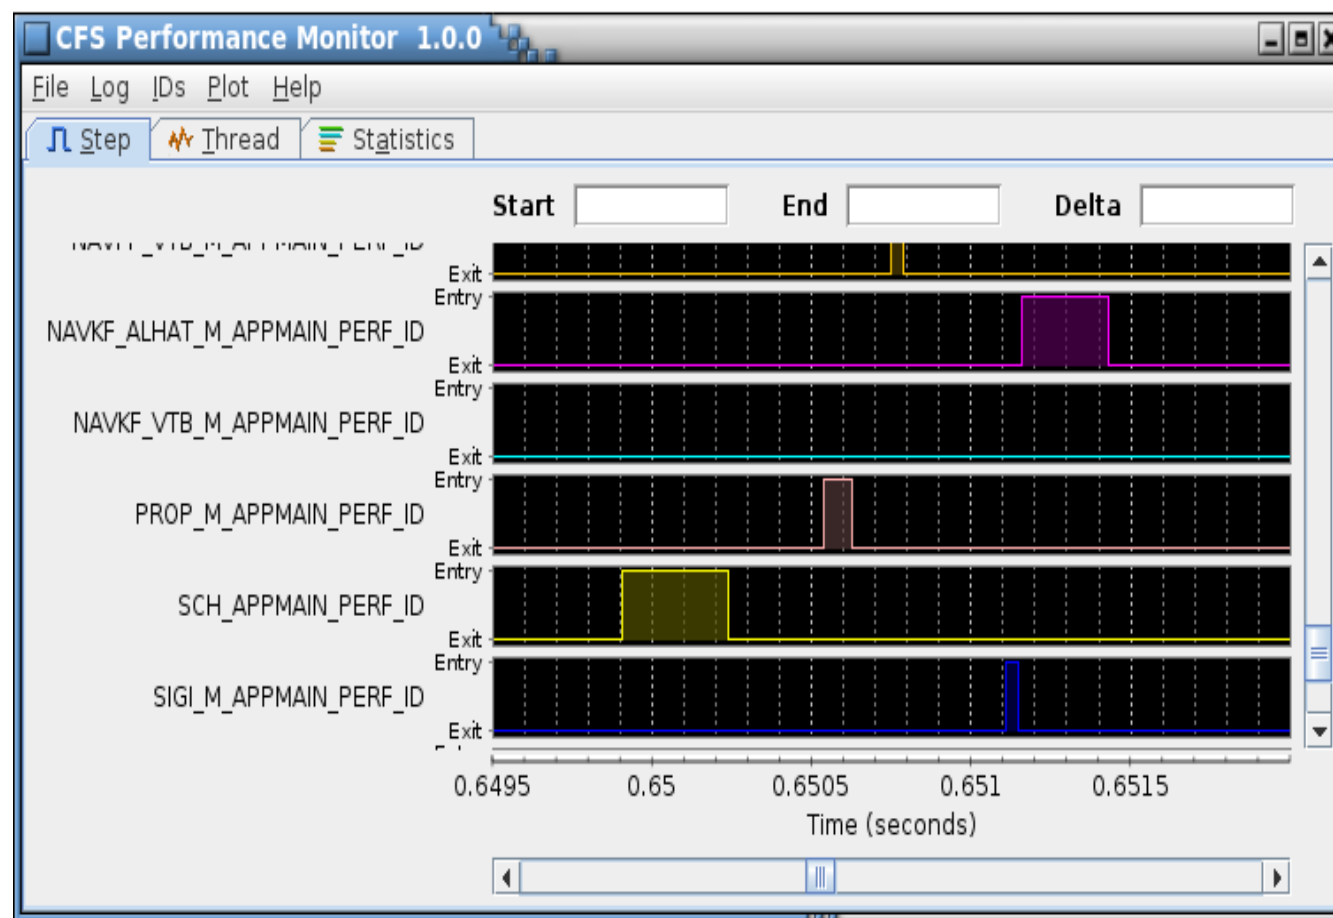 CFS Performance Monitor 1.0.0
File Log IDs Plot Help
Step Thread Statistics
Start End Delta
Exit
Entry
NAVKF_ALHAT_M_APPMAIN_PERF_ID
Exit
Entry
NAVKF_VTB_M_APPMAIN_PERF_ID
Exit
Entry
PROP_M_APPMAIN_PERF_ID
Exit
Entry
SCH_APPMAIN_PERF_ID
Exit
Entry
SIGI_M_APPMAIN_PERF_ID
Exit
0.6495 0.65 0.6505 0.651 0.6515
Time (seconds)